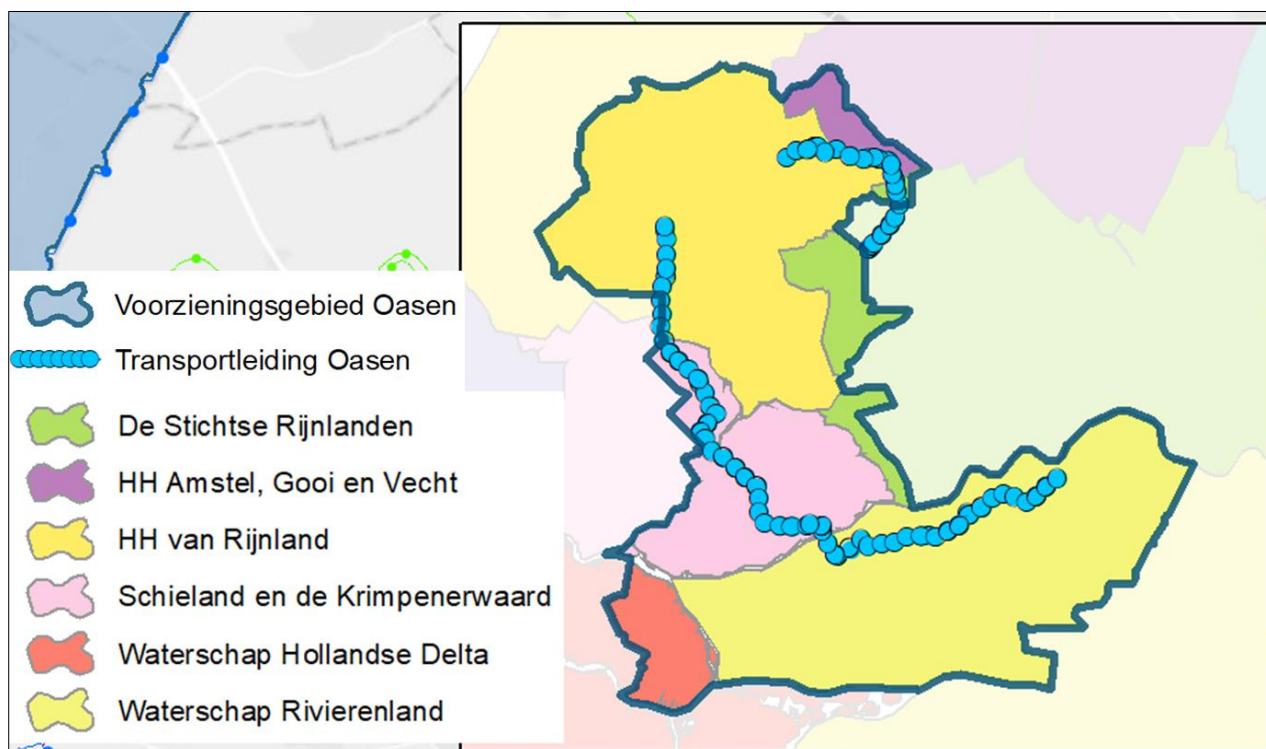 Voorzieningsgebied Oasen
Transportleiding Oasen
De Stichtse Rijnlanden
HH Amstel, Gooi en Vecht
HH van Rijnland
Schieland en de Krimpenerwaard
Waterschap Hollandse Delta
Waterschap Rivierenland